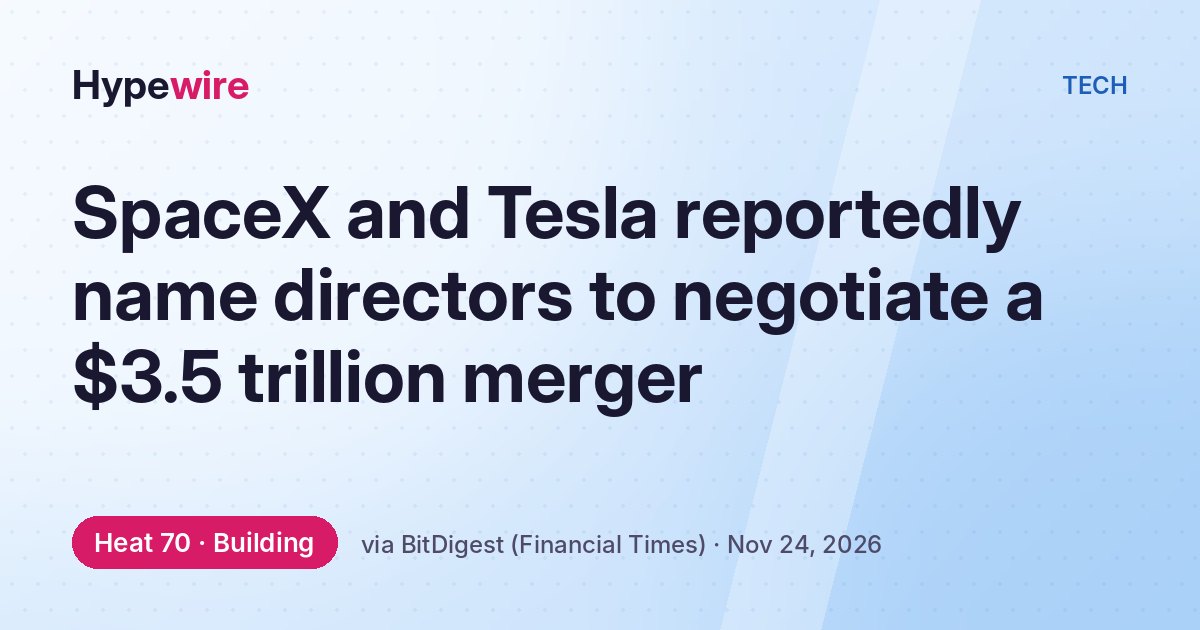 Hypewire
TECH
SpaceX and Tesla reportedly
name directors to negotiate a
$3.5 trillion merger
Heat 70 · Building
via BitDigest (Financial Times) · Nov 24, 2026